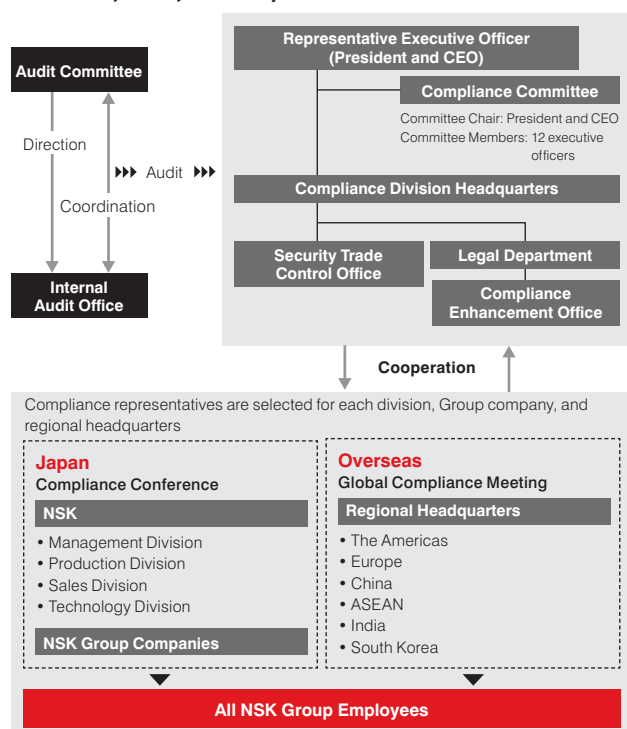 Representative Executive Officer
(President and CEO)
Audit Committee
Compliance Committee
Committee Chair: President and CEO
Committee Members: 12 executive
officers
Direction
Audit
Coordination
Compliance Division Headquarters
Security Trade
Control Office
Legal Department
Internal
Audit Office
Compliance
Enhancement Office
Cooperation
Compliance representatives are selected for each division, Group company, and
regional headquarters
Japan
Compliance Conference
NSK
• Management Division
• Production Division
• Sales Division
• Technology Division
NSK Group Companies
Overseas
Global Compliance Meeting
Regional Headquarters
• The Americas
• Europe
• China
• ASEAN
• India
• South Korea
All NSK Group Employees